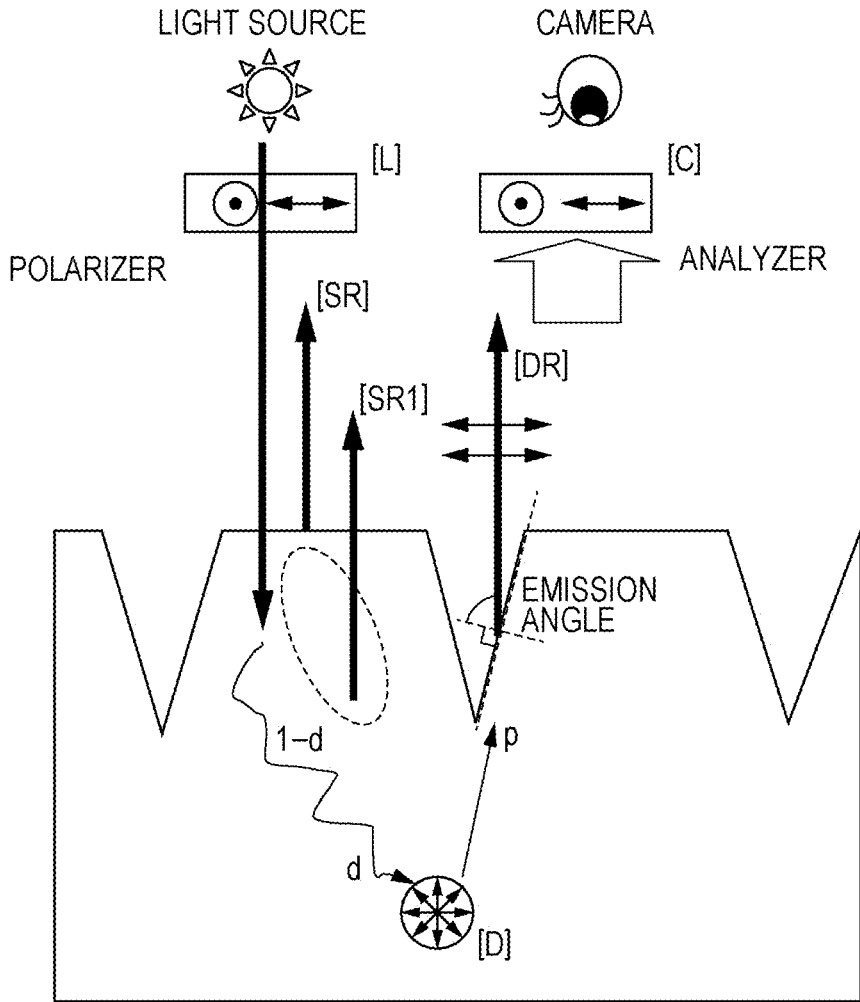 LIGHT SOURCE
CAMERA
[L]
[C]
POLARIZER
ANALYZER
[SR]
[DR]
[SR1]
EMISSION
ANGLE
1–d
p
d
[D]